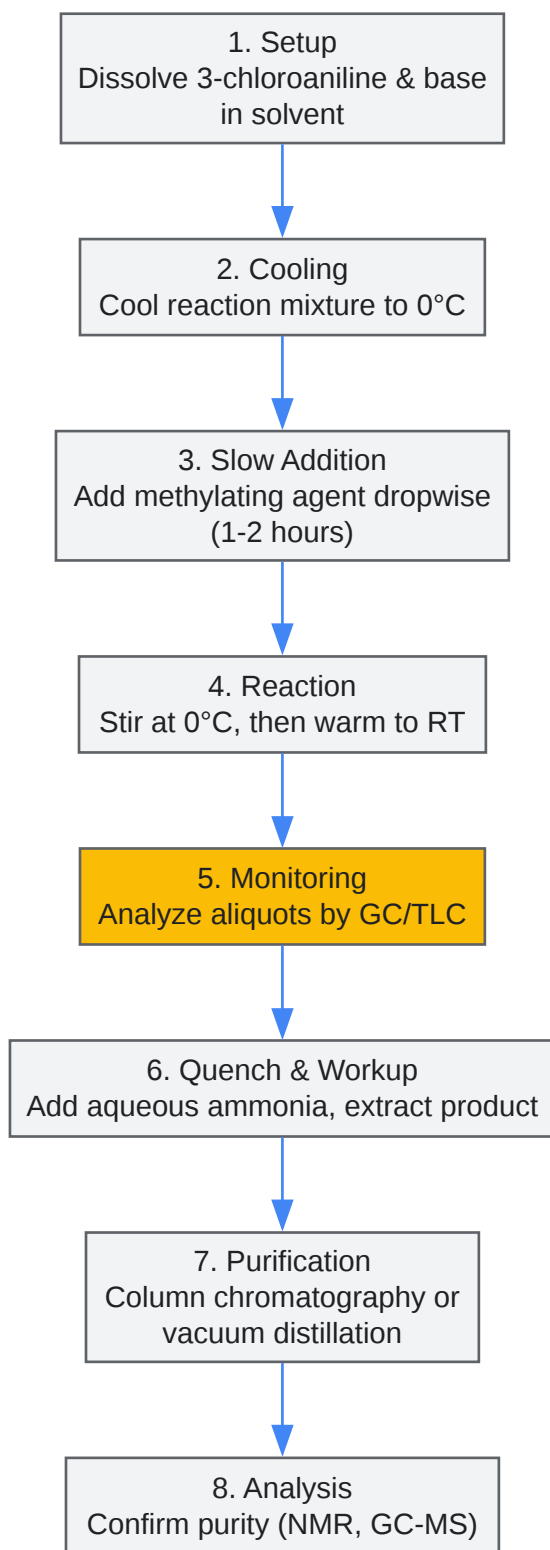 1. Setup
Dissolve 3-chloroaniline & base
in solvent
2. Cooling
Cool reaction mixture to 0°C
3. Slow Addition
Add methylating agent dropwise
(1-2 hours)
4. Reaction
Stir at 0°C, then warm to RT
5. Monitoring
Analyze aliquots by GC/TLC
6. Quench & Workup
Add aqueous ammonia, extract product
7. Purification
Column chromatography or
vacuum distillation
8. Analysis
Confirm purity (NMR, GC-MS)